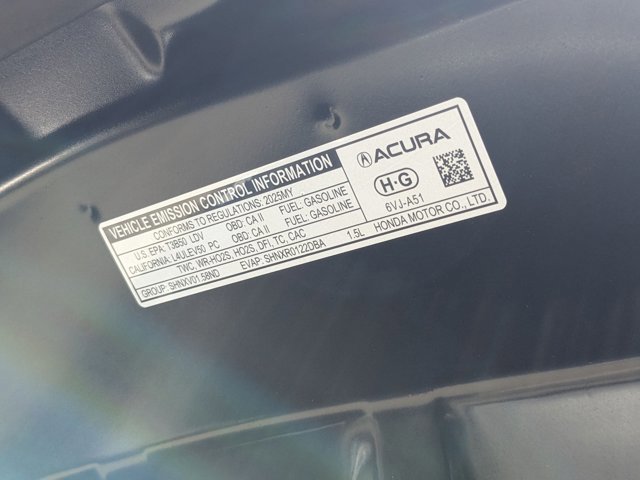 VEHICLE EMISSION CONTROL INFORMATION
CONFORMS TO REGULATIONS: 2025MY
U.S. EPA: T3B50 LDV OBD: CA II FUEL: GASOLINE
CALIFORNIA: L4ULEV50 PC OBD: CA II FUEL: GASOLINE
TWC, WR-HO2S, HO2S, DFI, TC, CAC
GROUP: SHNXV01.58ND EVAP: SHNXR0122DBA 1.5L
ACURA
H·G
6VJ-A51
HONDA MOTOR CO., LTD.